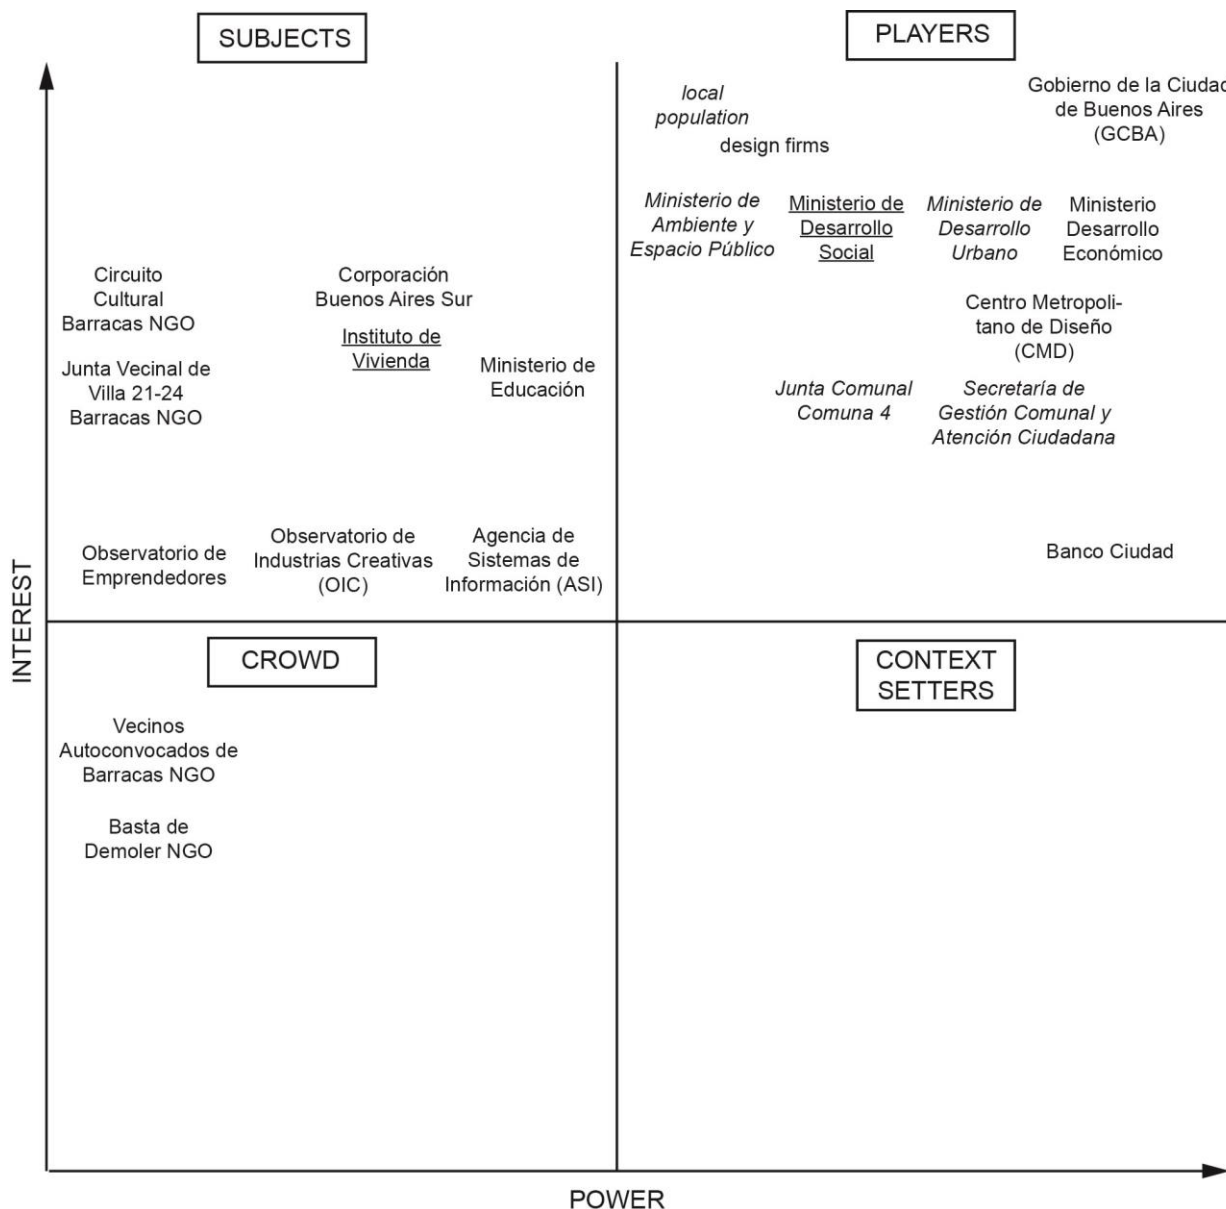 SUBJECTS
PLAYERS
local
population
design firms
Gobierno de la Ciudad
de Buenos Aires
(GCBA)
Ministerio de
Ambiente y
Espacio Público
Ministerio de
Desarrollo
Social
Ministerio de
Desarrollo
Urbano
Ministerio
Desarrollo
Económico
Circuito
Cultural
Barracas NGO
Corporación
Buenos Aires Sur
Instituto de
Vivienda
Centro Metropoli-
tano de Diseño
(CMD)
Junta Vecinal de
Villa 21-24
Barracas NGO
Ministerio de
Educación
Junta Comunal
Comuna 4
Secretaría de
Gestión Comunal y
Atención Ciudadana
Observatorio de
Emprendedores
Observatorio de
Industrias Creativas
(OIC)
Agencia de
Sistemas de
Información (ASI)
Banco Ciudad
INTEREST
CROWD
CONTEXT
SETTERS
Vecinos
Autoconvocados de
Barracas NGO
Basta de
Demoler NGO
POWER